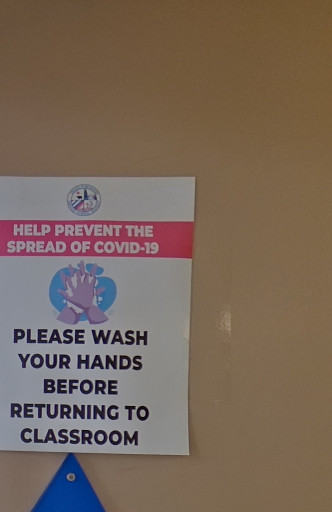 HELP PREVENT THE
SPREAD OF COVID-19
PLEASE WASH
YOUR HANDS
BEFORE
RETURNING TO
CLASSROOM